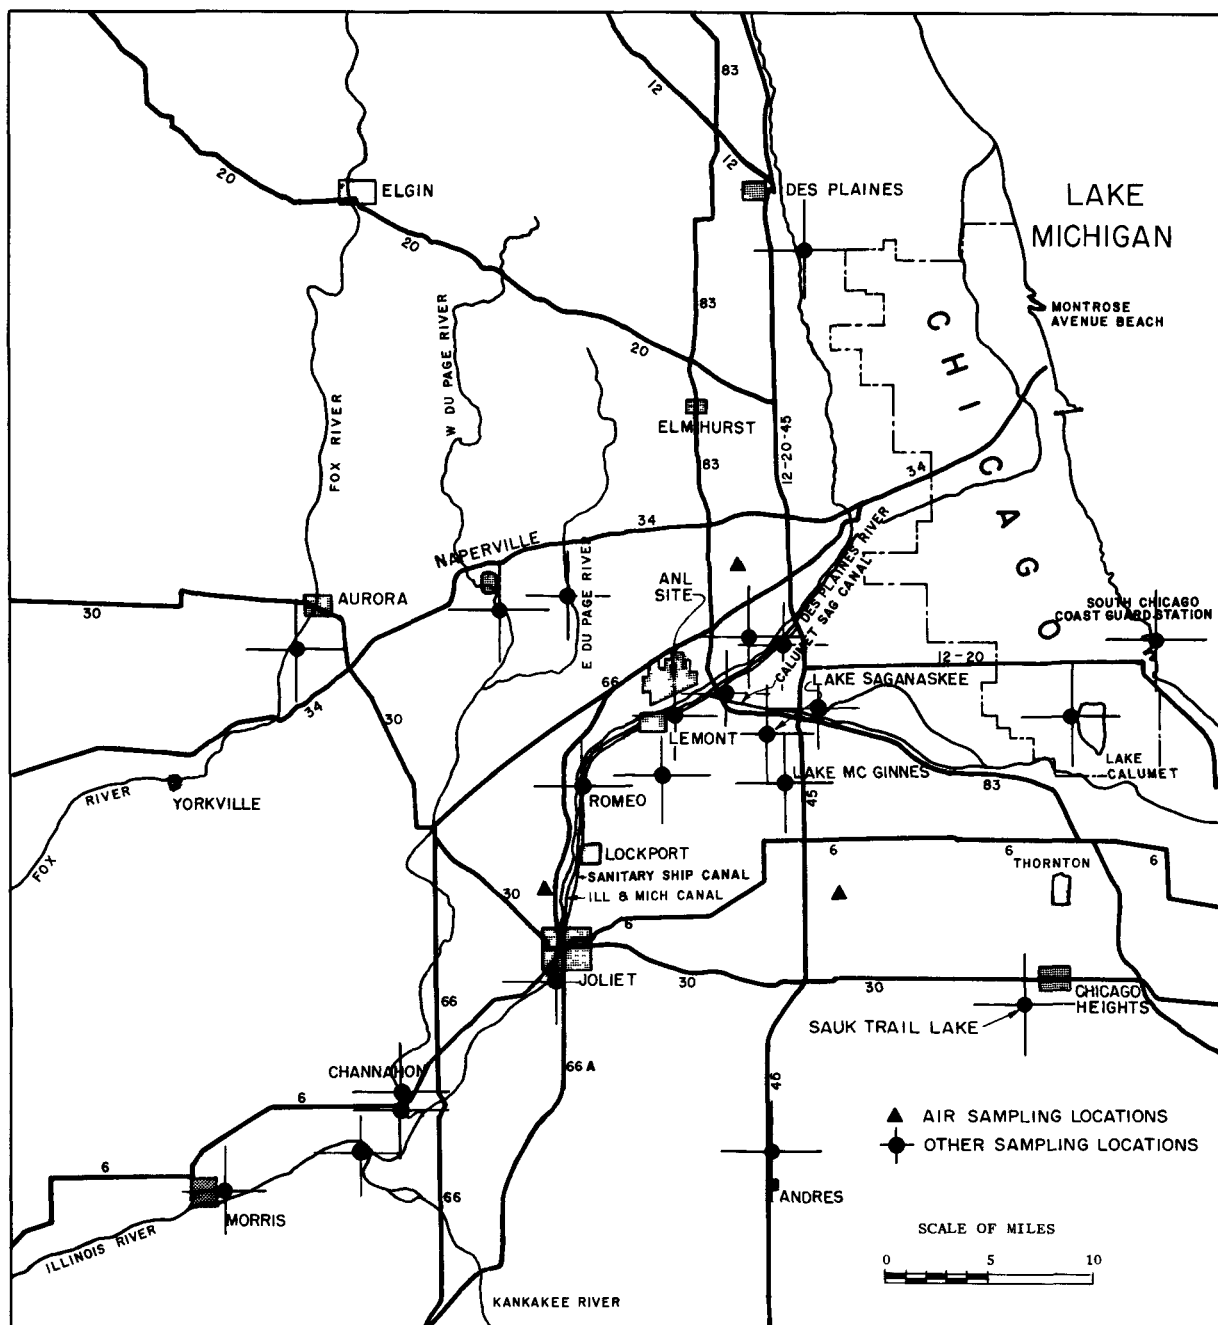 83
12
12
20
ELGIN
DES PLAINES
LAKE
MICHIGAN
20
W DU PAGE RIVER
83
MONTROSE
AVENUE BEACH
CHICAGO
20
FOX RIVER
ELMHURST
12-20-45
83
34
34
NAPERVILLE
DES PLAINES RIVER
CALUMET SAG CANAL
E DU PAGE RIVER
ANL
SITE
30
AURORA
SOUTH CHICAGO
COAST GUARD STATION
12-20
LAKE SAGANASKEE
66
34
30
LEMONT
LAKE
CALUMET
LAKE MC GINNES
83
RIVER
YORKVILLE
ROMEO
45
FOX
LOCKPORT
6
6
6
THORNTON
SANITARY SHIP CANAL
30
ILL & MICH CANAL
6
JOLIET
30
30
CHICAGO
HEIGHTS
66
SAUK TRAIL LAKE
CHANNAHON
66 A
45
6
AIR SAMPLING LOCATIONS
OTHER SAMPLING LOCATIONS
6
66
ANDRES
MORRIS
SCALE OF MILES
0 5 10
ILLINOIS RIVER
KANKAKEE RIVER